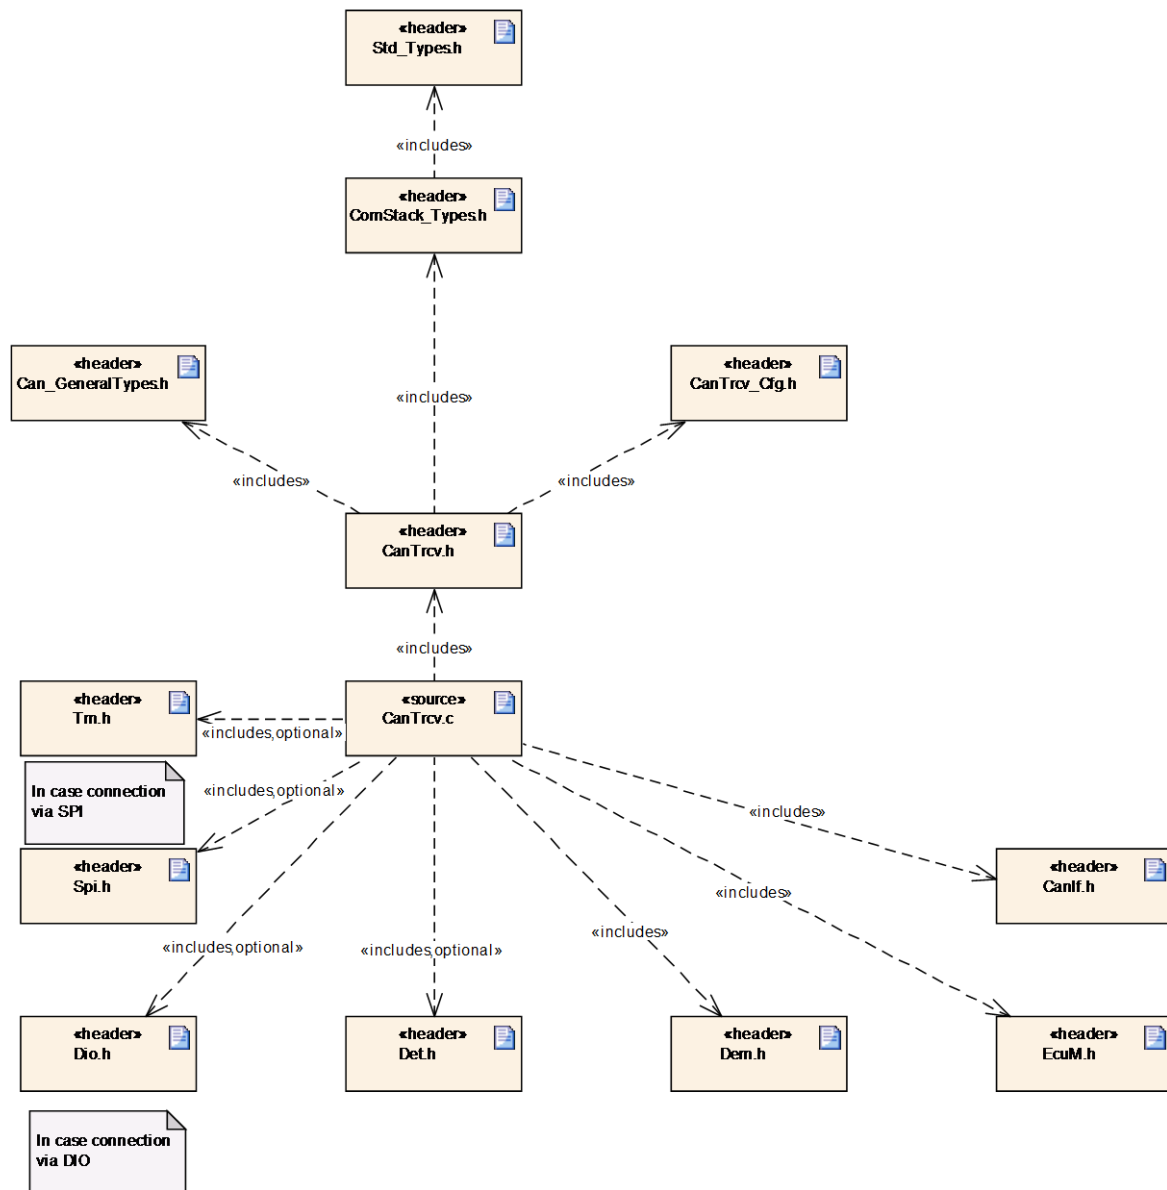 «header»
Std_Types.h
«includes»
«header»
ComStack_Types.h
«header»
Can_GeneralTypes.h
«includes»
«header»
CanTrcv_Cfg.h
«includes»
«includes»
«header»
CanTrcv.h
«includes»
«header»
Tm.h
«includes,optional»
«source»
CanTrcv.c
In case connection
via SPI
«includes,optional»
«includes»
«header»
Spi.h
«header»
CanIf.h
«includes»
«includes,optional»
«includes,optional»
«includes»
«header»
Dio.h
«header»
Det.h
«header»
Dem.h
«header»
EcuM.h
In case connection
via DIO